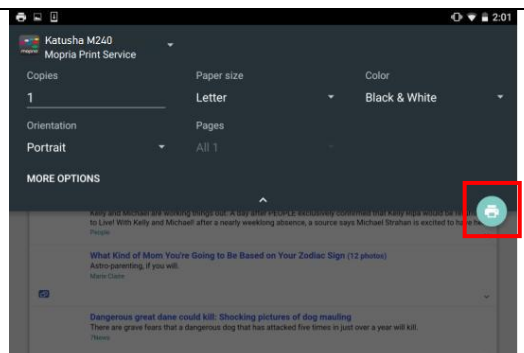 2:01
Katusha M240
mopria Mopria Print Service
Copies Paper size Color
1 Letter Black & White
Orientation Pages
Portrait All 1
MORE OPTIONS
Kelly and Michael are working things out. A day after PEOPLE exclusively confirmed that Kelly Ripa would be
to Live! With Kelly and Michael! after a nearly weeklong absence, a source says Michael Strahan is excited to have
People
What Kind of Mom You're Going to Be Based on Your Zodiac Sign (12 photos)
Astro-parenting, if you will.
Marie Claire
Dangerous great dane could kill: Shocking pictures of dog mauling
There are grave fears that a dangerous dog that has attacked five times in just over a year will kill.
7News